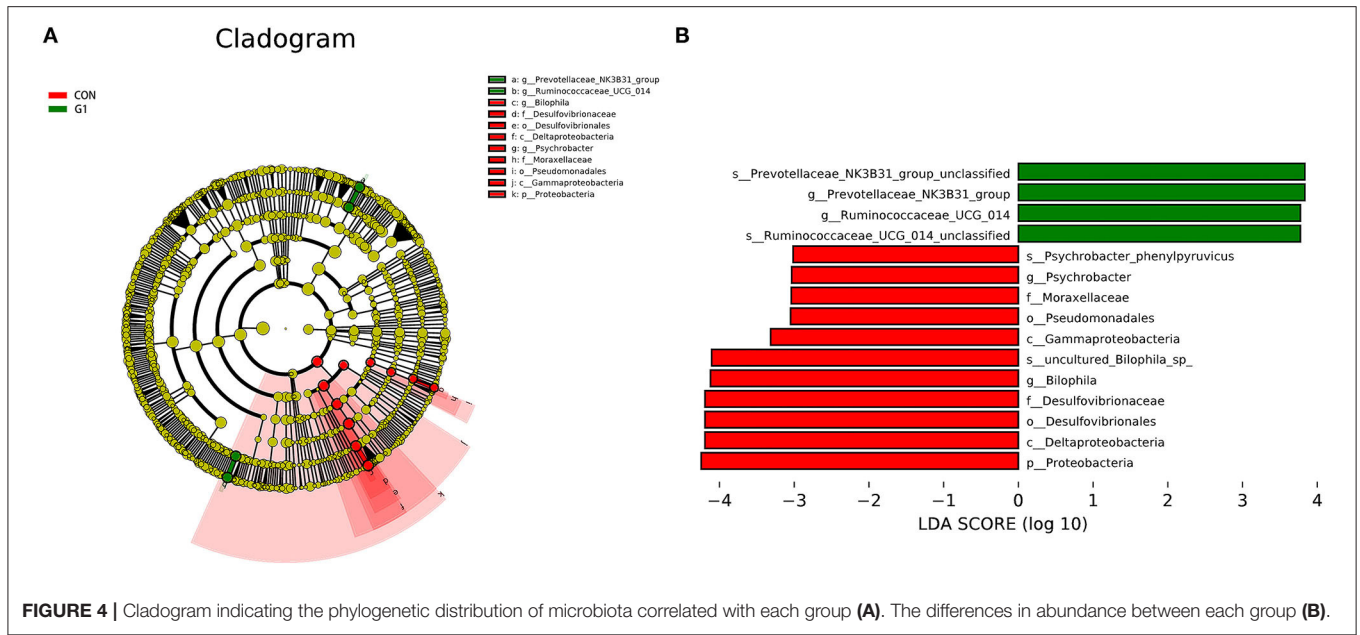 A
Cladogram
CON
G1
a: g__Prevotellaceae_NK3B31_group
b: g__Ruminococcaceae_UCG_014
c: g__Bilophila
d: f__Desulfovibrionaceae
e: o__Desulfovibrionales
f: c__Deltaproteobacteria
g: g__Psychrobacter
h: f__Moraxellaceae
i: o__Pseudomonadales
j: c__Gammaproteobacteria
k: p__Proteobacteria
B
s__Prevotellaceae_NK3B31_group_unclassified
g__Prevotellaceae_NK3B31_group
g__Ruminococcaceae_UCG_014
s__Ruminococcaceae_UCG_014_unclassified
s__Psychrobacter_phenylpyruvicus
g__Psychrobacter
f__Moraxellaceae
o__Pseudomonadales
c__Gammaproteobacteria
s__uncultured_Bilophila_sp_
g__Bilophila
f__Desulfovibrionaceae
o__Desulfovibrionales
c__Deltaproteobacteria
p__Proteobacteria
−4 −3 −2 −1 0 1 2 3 4
LDA SCORE (log 10)
FIGURE 4 | Cladogram indicating the phylogenetic distribution of microbiota correlated with each group (A). The differences in abundance between each group (B).